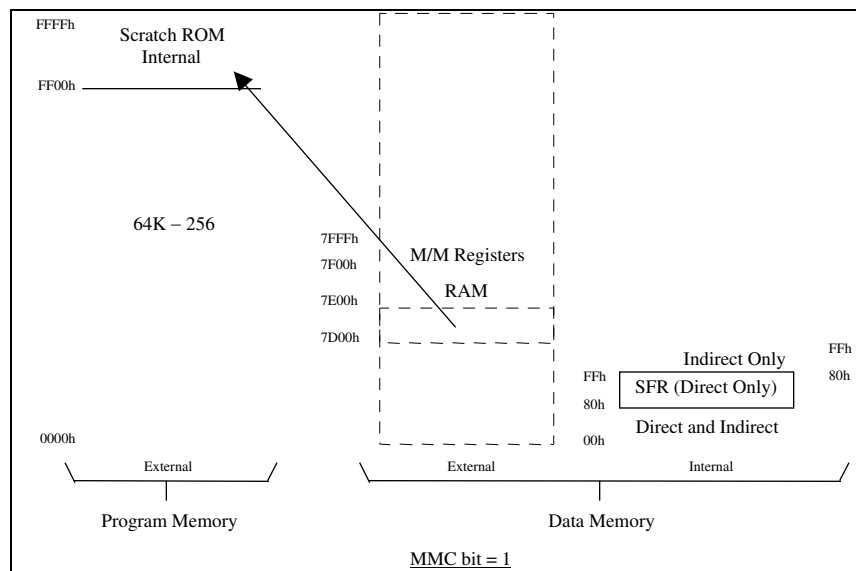 FFFFh
Scratch ROM
Internal
FF00h
64K – 256
7FFFh
M/M Registers
7F00h
RAM
7E00h
7D00h
Indirect Only
FFh
FFh
SFR (Direct Only)
80h
80h
Direct and Indirect
0000h
00h
External
External
Internal
Program Memory
Data Memory
MMC bit = 1